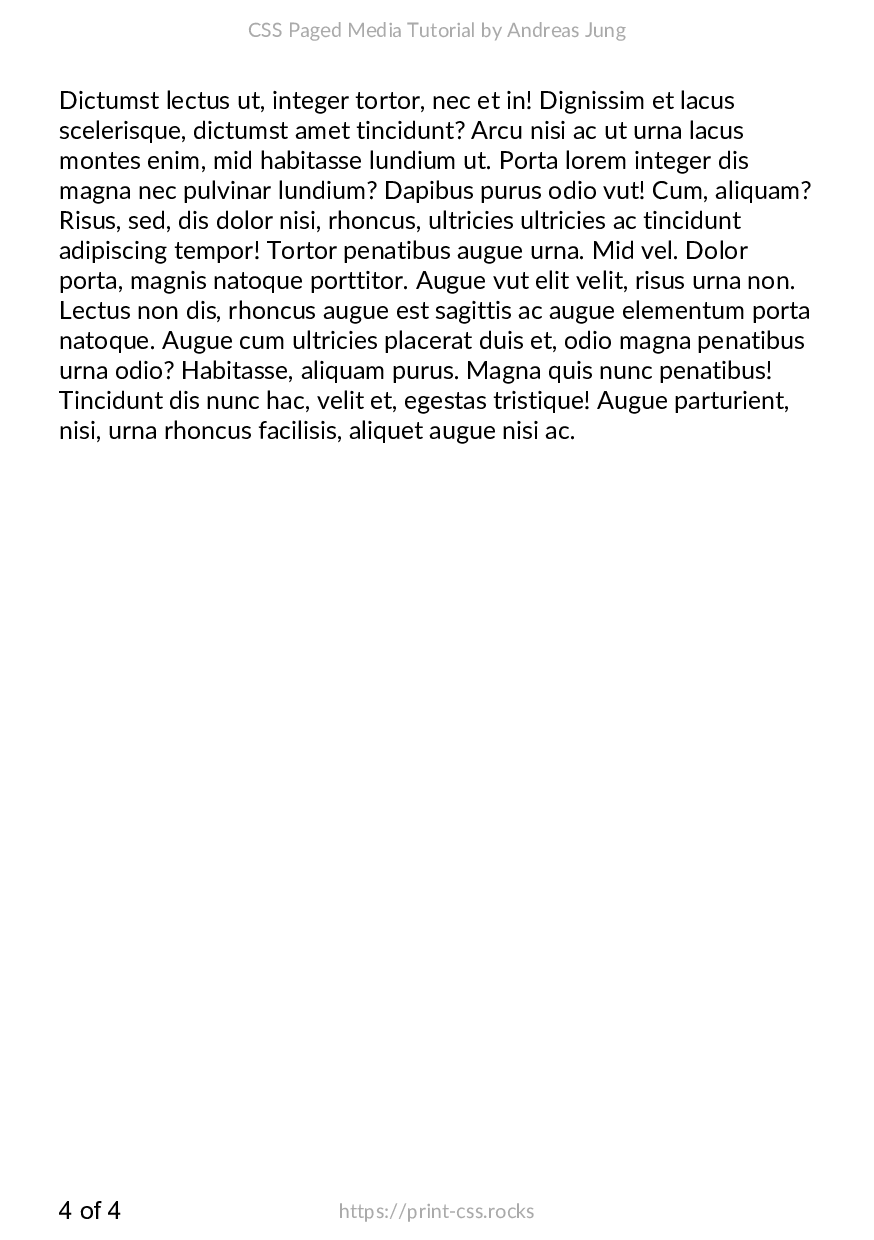 CSS Paged Media Tutorial by Andreas Jung
Dictumst lectus ut, integer tortor, nec et in! Dignissim et lacus
scelerisque, dictumst amet tincidunt? Arcu nisi ac ut urna lacus
montes enim, mid habitasse lundium ut. Porta lorem integer dis
magna nec pulvinar lundium? Dapibus purus odio vut! Cum, aliquam?
Risus, sed, dis dolor nisi, rhoncus, ultricies ultricies ac tincidunt
adipiscing tempor! Tortor penatibus augue urna. Mid vel. Dolor
porta, magnis natoque porttitor. Augue vut elit velit, risus urna non.
Lectus non dis, rhoncus augue est sagittis ac augue elementum porta
natoque. Augue cum ultricies placerat duis et, odio magna penatibus
urna odio? Habitasse, aliquam purus. Magna quis nunc penatibus!
Tincidunt dis nunc hac, velit et, egestas tristique! Augue parturient,
nisi, urna rhoncus facilisis, aliquet augue nisi ac.
4 of 4
https://print-css.rocks